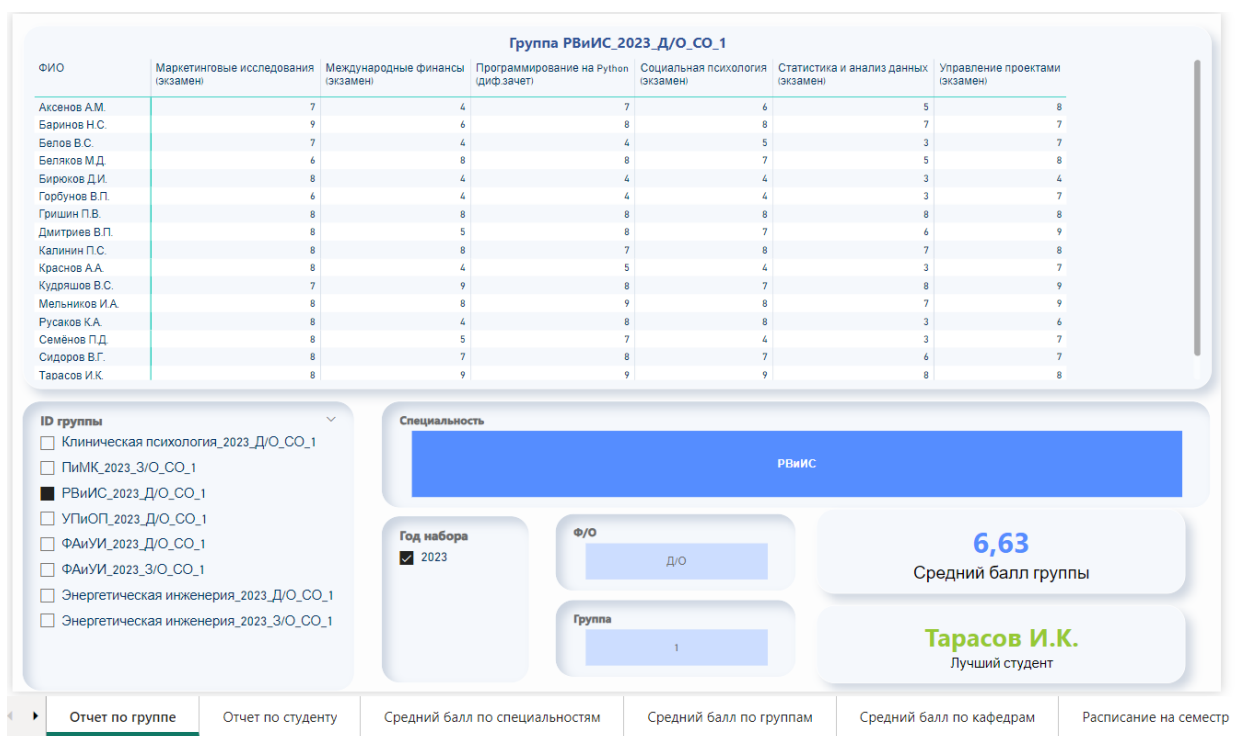 Группа РВиИС_2023_Д/О_СО_1
ФИО Маркетинговые исследования Международные финансы Программирование на Python Социальная психология Статистика и анализ данных Управление проектами
(экзамен) (экзамен) (диф.зачет) (экзамен) (экзамен) (экзамен)
Аксенов А.М. 7 4 7 6 5 8
Баринов Н.С. 9 6 8 8 7 7
Белов В.С. 7 4 4 5 3 7
Беляков М.Д. 6 8 8 7 5 8
Бирюков Д.И. 8 4 4 4 3 4
Горбунов В.П. 6 4 4 4 3 7
Гришин П.В. 8 8 8 8 8 8
Дмитриев В.П. 8 5 8 7 6 9
Калинин П.С. 8 8 7 8 7 8
Краснов А.А. 8 4 5 4 3 7
Кудряшов В.С. 7 9 8 7 8 9
Мельников И.А. 8 8 9 8 7 9
Русаков К.А. 8 4 8 8 3 6
Семёнов П.Д. 8 5 7 4 3 7
Сидоров В.Г. 8 7 8 7 6 7
Тарасов И.К. 8 9 9 9 8 8
ID группы
Клиническая психология_2023_Д/О_СО_1
ПиМК_2023_З/О_СО_1
РВиИС_2023_Д/О_СО_1
УПиОП_2023_Д/О_СО_1
ФАиУИ_2023_Д/О_СО_1
ФАиУИ_2023_З/О_СО_1
Энергетическая инженерия_2023_Д/О_СО_1
Энергетическая инженерия_2023_З/О_СО_1
Специальность
РВиИС
Год набора
2023
Ф/О
Д/О
Группа
1
6,63
Средний балл группы
Тарасов И.К.
Лучший студент
Отчет по группе Отчет по студенту Средний балл по специальностям Средний балл по группам Средний балл по кафедрам Расписание на семестр